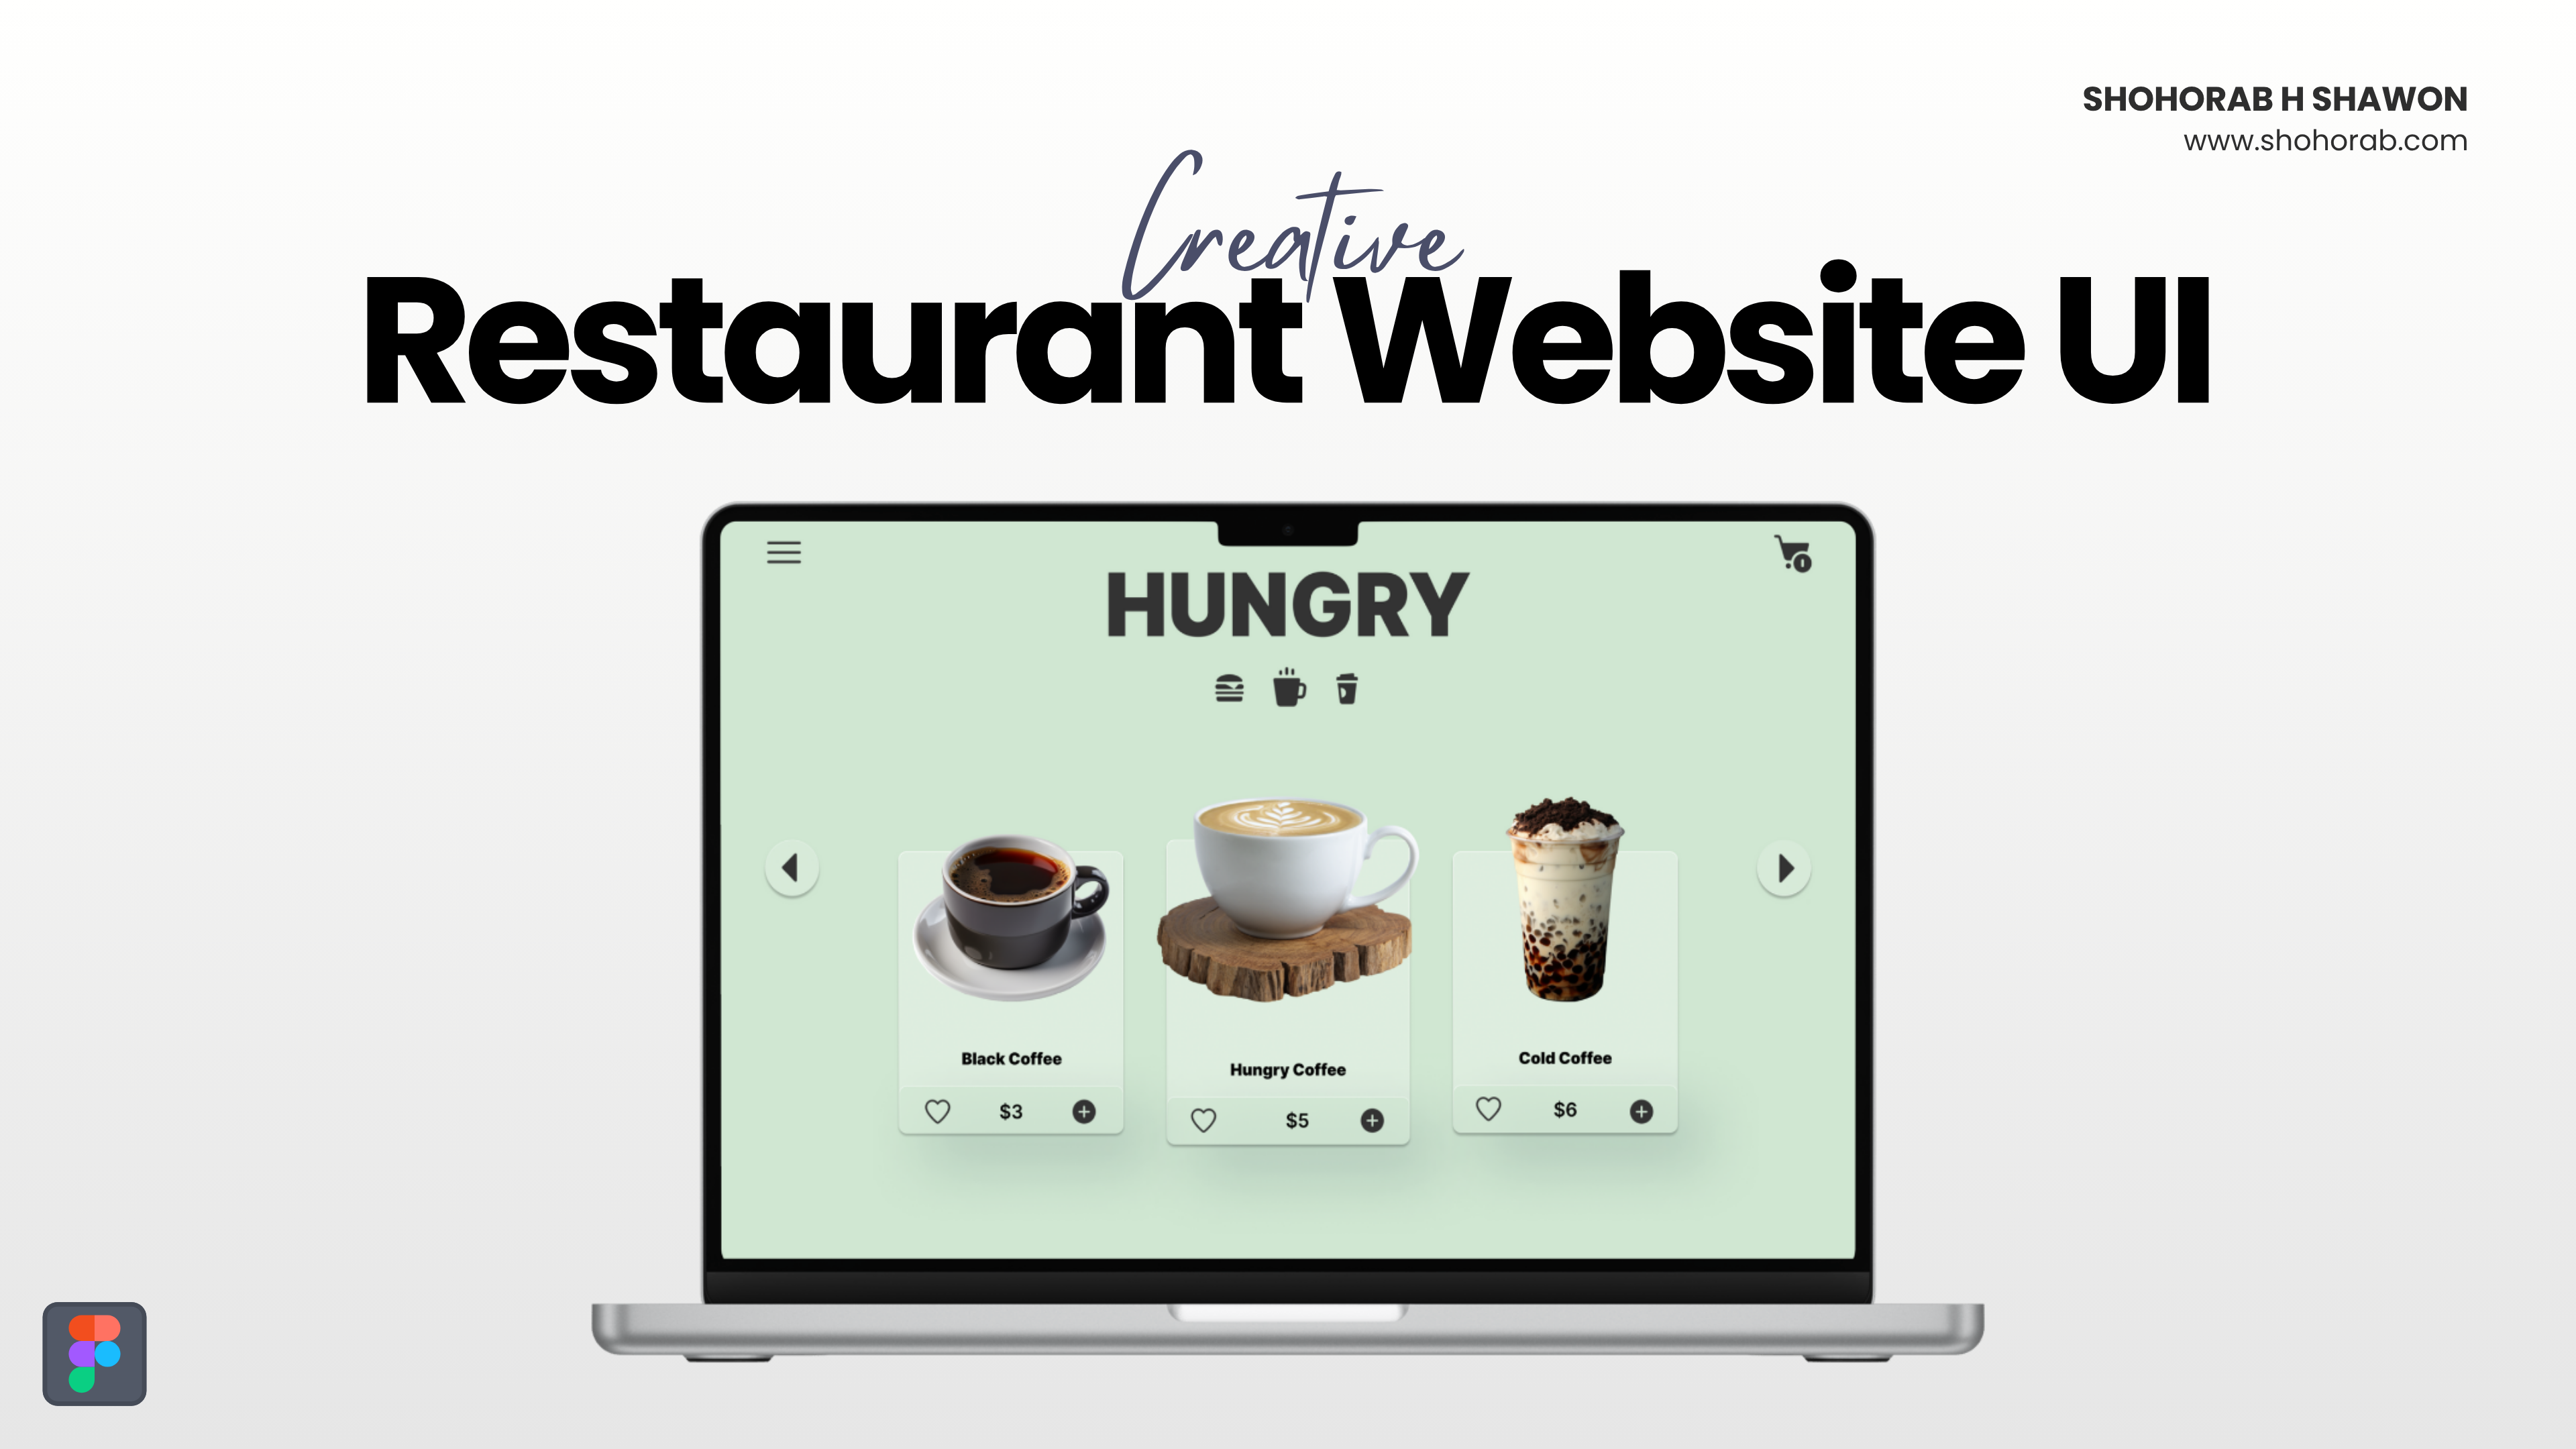 SHOHORAB H SHAWON
www.shohorab.com
Creative
Restaurant Website UI
HUNGRY
Black Coffee
Hungry Coffee
Cold Coffee
$3
$5
$6